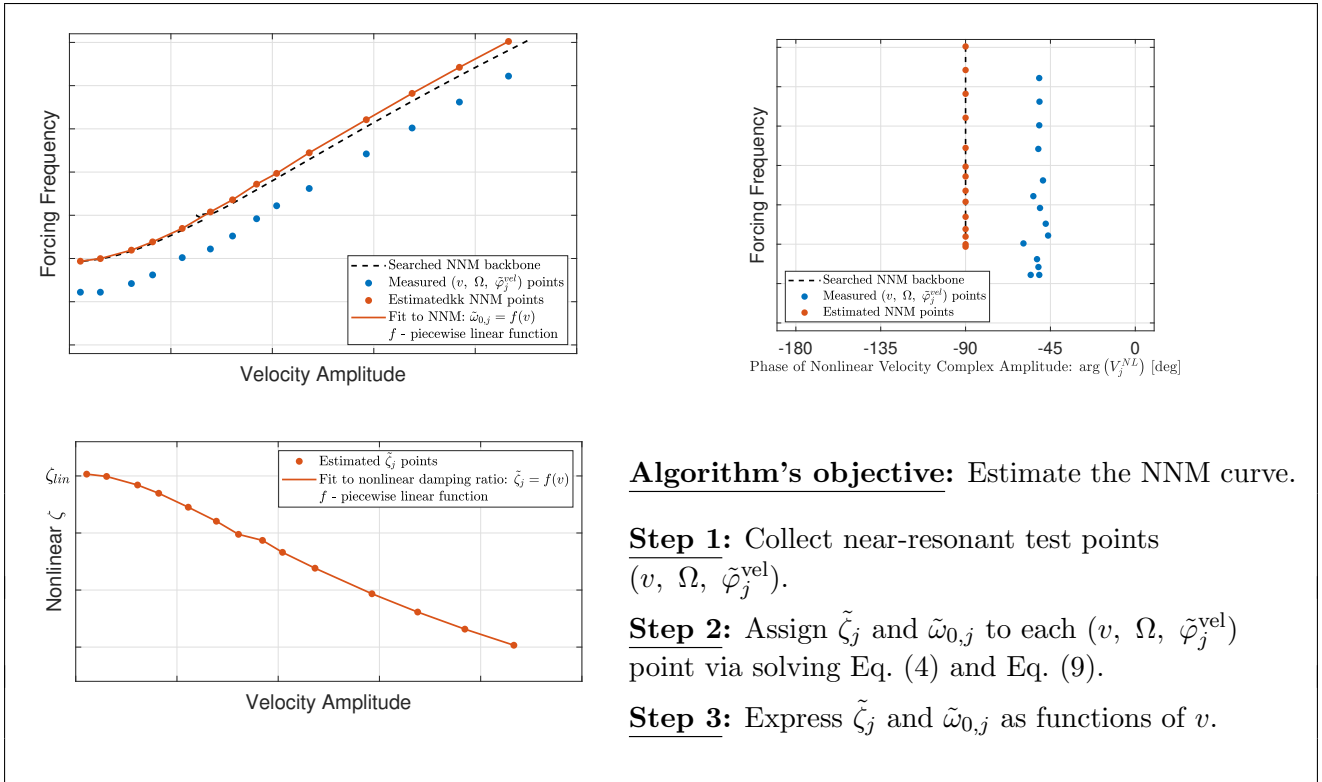 Forcing Frequency
Searched NNM backbone
Measured (v, Ω, φ̃_j^vel) points
Estimatedkk NNM points
Fit to NNM: ω̃_{0,j} = f(v)
f - piecewise linear function
Velocity Amplitude
Forcing Frequency
Searched NNM backbone
Measured (v, Ω, φ̃_j^vel) points
Estimated NNM points
-180 -135 -90 -45 0
Phase of Nonlinear Velocity Complex Amplitude: arg (V_j^{NL}) [deg]
ζ_lin
Nonlinear ζ
Estimated ζ̃_j points
Fit to nonlinear damping ratio: ζ̃_j = f(v)
f - piecewise linear function
Velocity Amplitude
Algorithm's objective: Estimate the NNM curve.
Step 1: Collect near-resonant test points
(v, Ω, φ̃_j^vel).
Step 2: Assign ζ̃_j and ω̃_{0,j} to each (v, Ω, φ̃_j^vel)
point via solving Eq. (4) and Eq. (9).
Step 3: Express ζ̃_j and ω̃_{0,j} as functions of v.